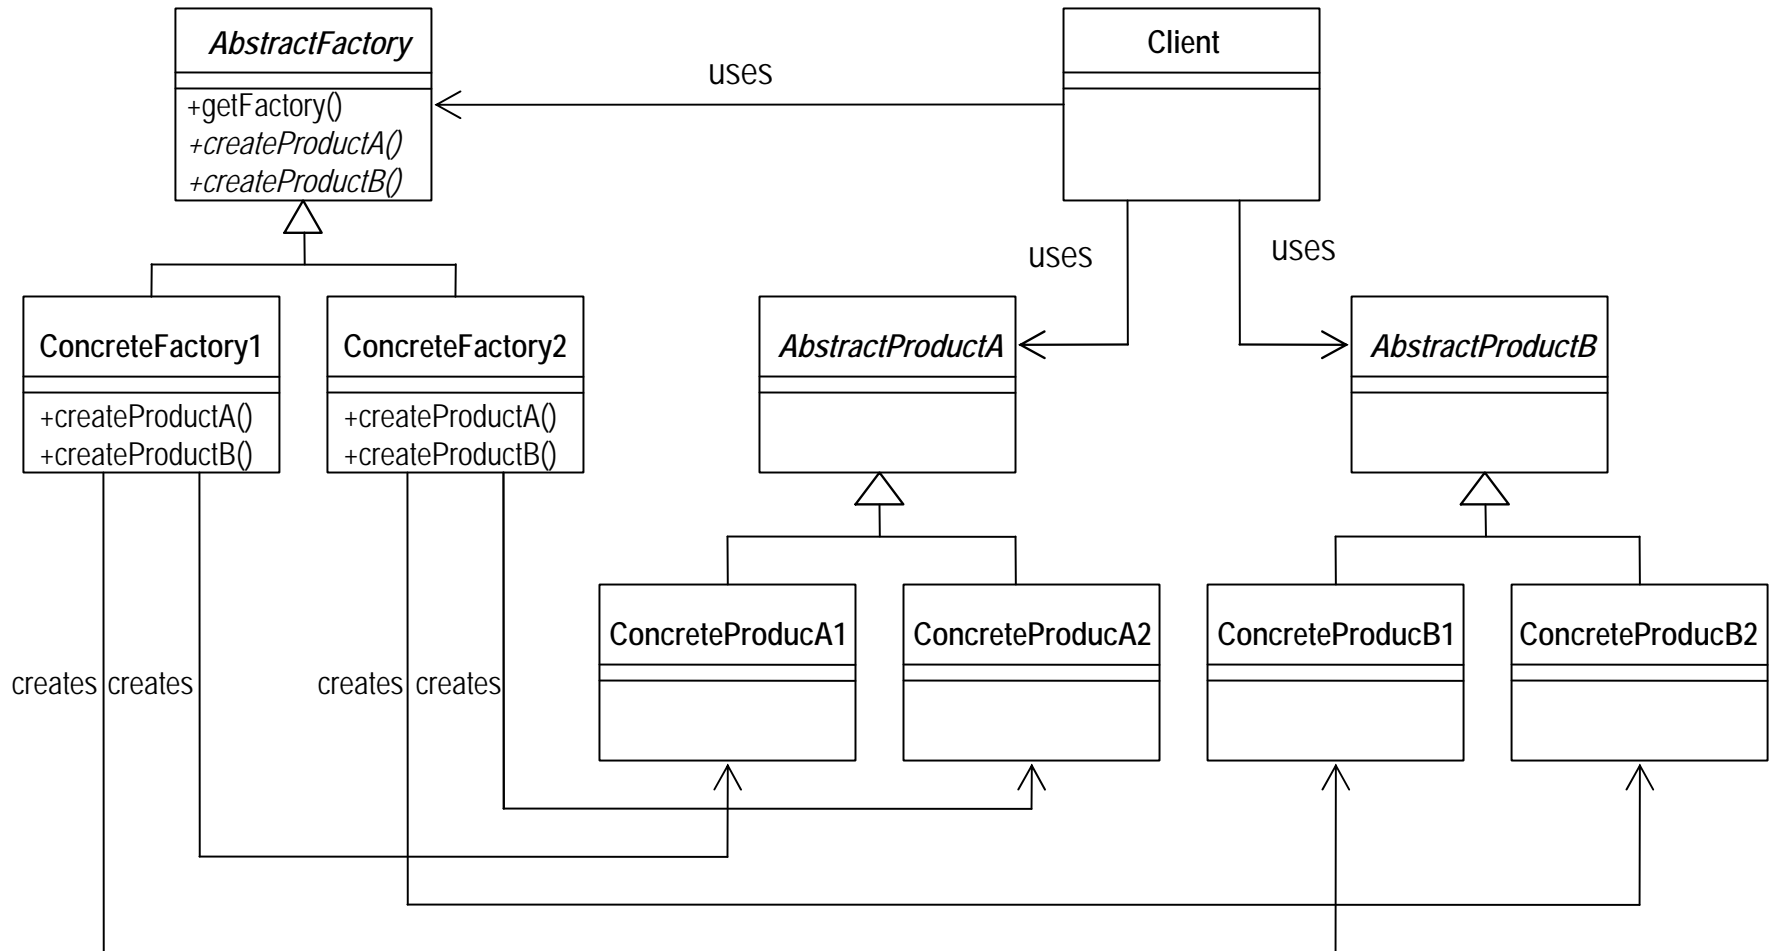 AbstractFactory
+getFactory()
+createProductA()
+createProductB()
uses
Client
uses
uses
ConcreteFactory1
+createProductA()
+createProductB()
ConcreteFactory2
+createProductA()
+createProductB()
AbstractProductA
AbstractProductB
ConcreteProducA1
ConcreteProducA2
ConcreteProducB1
ConcreteProducB2
creates
creates
creates
creates